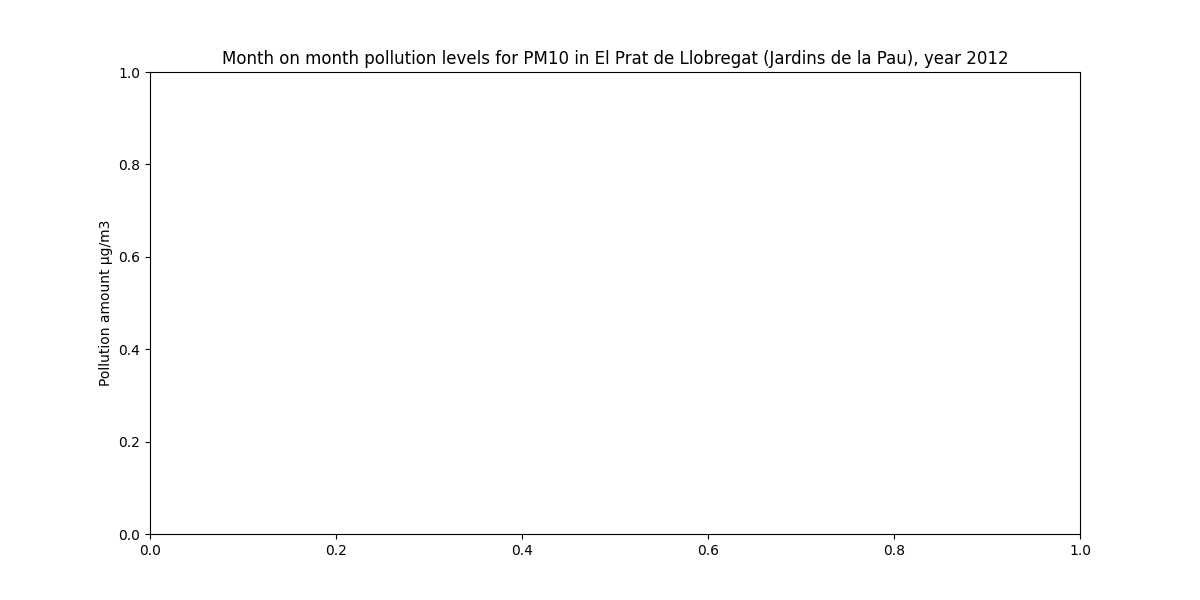 Month on month pollution levels for PM10 in El Prat de Llobregat (Jardins de la Pau), year 2012
1.0
0.8
0.6
0.4
0.2
0.0
Pollution amount µg/m3
0.0 0.2 0.4 0.6 0.8 1.0